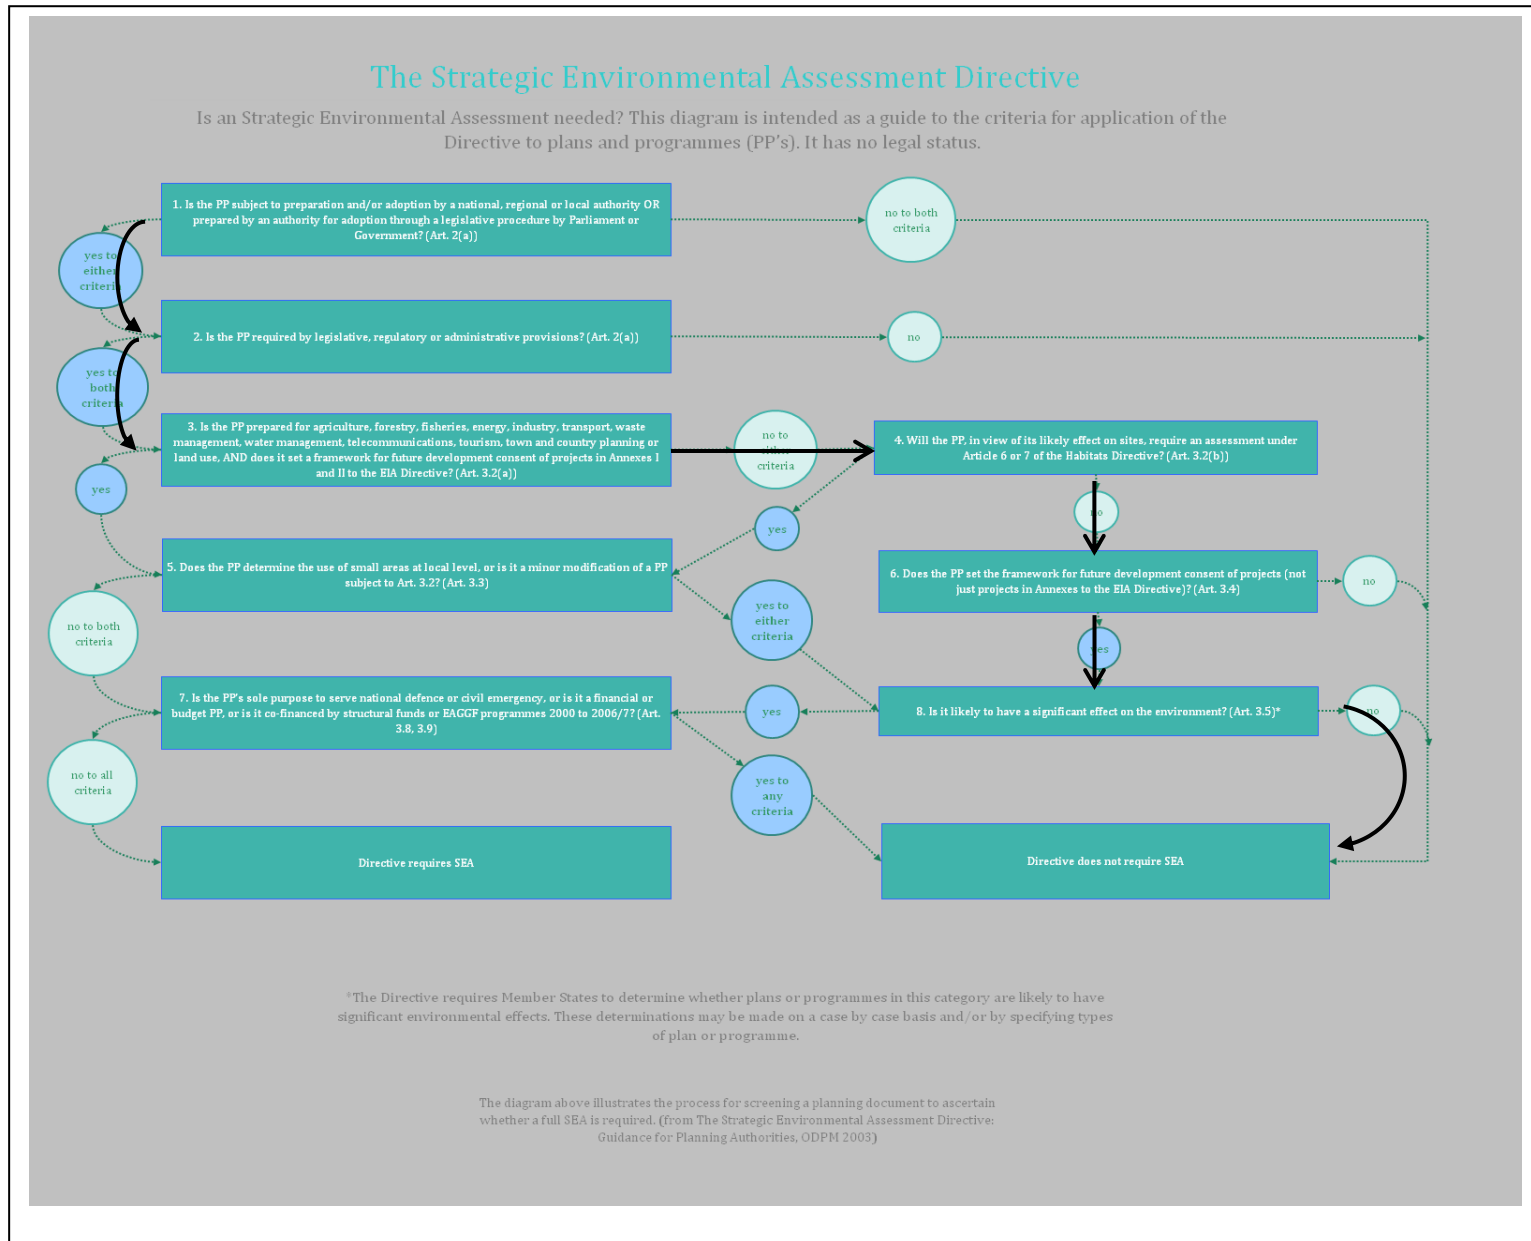 The Strategic Environmental Assessment Directive
Is an Strategic Environmental Assessment needed? This diagram is intended as a guide to the criteria for application of the
Directive to plans and programmes (PP's). It has no legal status.
1. Is the PP subject to preparation and/or adoption by a national, regional or local authority OR
prepared by an authority for adoption through a legislative procedure by Parliament or
Government? (Art. 2(a))
no to both
criteria
yes to
either
criteria
2. Is the PP required by legislative, regulatory or administrative provisions? (Art. 2(a))
no
yes to
both
criteria
3. Is the PP prepared for agriculture, forestry, fisheries, energy, industry, transport, waste
management, water management, telecommunications, tourism, town and country planning or
land use, AND does it set a framework for future development consent of projects in Annexes I
and II to the EIA Directive? (Art. 3.2(a))
no to
either
criteria
4. Will the PP, in view of its likely effect on sites, require an assessment under
Article 6 or 7 of the Habitats Directive? (Art. 3.2(b))
yes
no
yes
5. Does the PP determine the use of small areas at local level, or is it a minor modification of a PP
subject to Art. 3.2? (Art. 3.3)
6. Does the PP set the framework for future development consent of projects (not
just projects in Annexes to the EIA Directive)? (Art. 3.4)
no
no to both
criteria
yes to
either
criteria
yes
7. Is the PP's sole purpose to serve national defence or civil emergency, or is it a financial or
budget PP, or is it co-financed by structural funds or EAGGF programmes 2000 to 2006/7? (Art.
3.8, 3.9)
yes
8. Is it likely to have a significant effect on the environment? (Art. 3.5)*
no
no to all
criteria
yes to
any
criteria
Directive requires SEA
Directive does not require SEA
*The Directive requires Member States to determine whether plans or programmes in this category are likely to have
significant environmental effects. These determinations may be made on a case by case basis and/or by specifying types
of plan or programme.
The diagram above illustrates the process for screening a planning document to ascertain
whether a full SEA is required. (from The Strategic Environmental Assessment Directive:
Guidance for Planning Authorities, ODPM 2003)